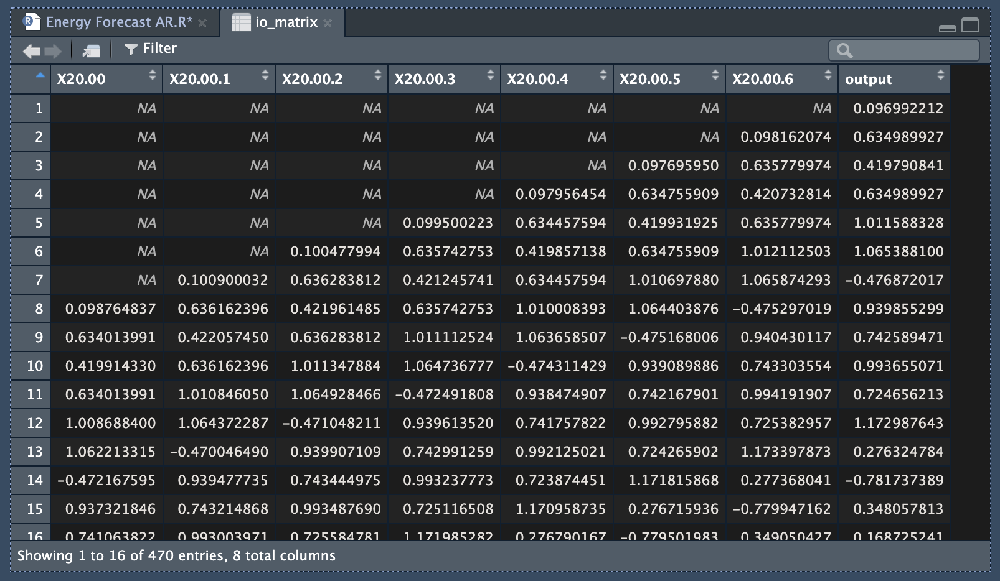 Energy Forecast AR.R* io_matrix
Filter
X20.00 X20.00.1 X20.00.2 X20.00.3 X20.00.4 X20.00.5 X20.00.6 output
1 NA NA NA NA NA NA NA 0.096992212
2 NA NA NA NA NA NA 0.098162074 0.634989927
3 NA NA NA NA NA 0.097695950 0.635779974 0.419790841
4 NA NA NA NA 0.097956454 0.634755909 0.420732814 0.634989927
5 NA NA NA 0.099500223 0.634457594 0.419931925 0.635779974 1.011588328
6 NA NA 0.100477994 0.635742753 0.419857138 0.634755909 1.012112503 1.065388100
7 NA 0.100900032 0.636283812 0.421245741 0.634457594 1.010697880 1.065874293 −0.476872017
8 0.098764837 0.636162396 0.421961485 0.635742753 1.010008393 1.064403876 −0.475297019 0.939855299
9 0.634013991 0.422057450 0.636283812 1.011112524 1.063658507 −0.475168006 0.940430117 0.742589471
10 0.419914330 0.636162396 1.011347884 1.064736777 −0.474311429 0.939089886 0.743303554 0.993655071
11 0.634013991 1.010846050 1.064928466 −0.472491808 0.938474907 0.742167901 0.994191907 0.724656213
12 1.008688400 1.064372287 −0.471048211 0.939613520 0.741757822 0.992795882 0.725382957 1.172987643
13 1.062213315 −0.470046490 0.939907109 0.742991259 0.992125021 0.724265902 1.173397873 0.276324784
14 −0.472167595 0.939477735 0.743444975 0.993237773 0.723874451 1.171815868 0.277368041 −0.781737389
15 0.937321846 0.743214868 0.993487690 0.725116508 1.170958735 0.276715936 −0.779947162 0.348057813
16 0.741063822 0.993003971 0.725584781 1.171985282 0.276790167 −0.779501983 0.349050427 0.168725241
Showing 1 to 16 of 470 entries, 8 total columns